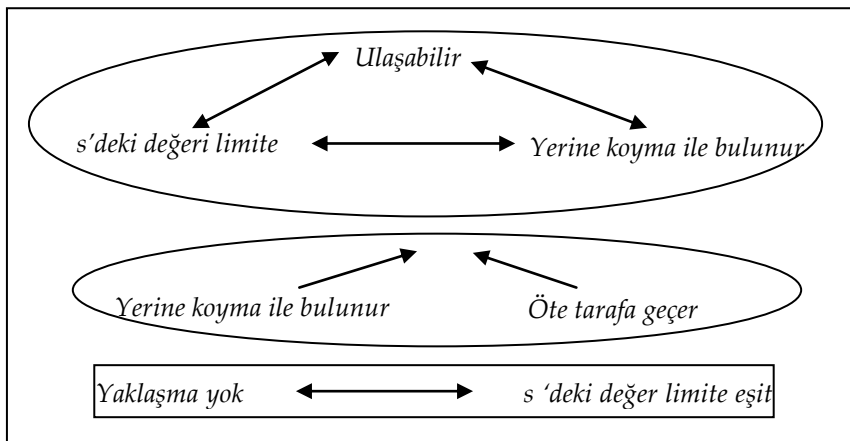 Ulaşabilir
s'deki değeri limite
Yerine koyma ile bulunur
Yerine koyma ile bulunur
Öte tarafa geçer
Yaklaşma yok
s 'deki değer limite eşit